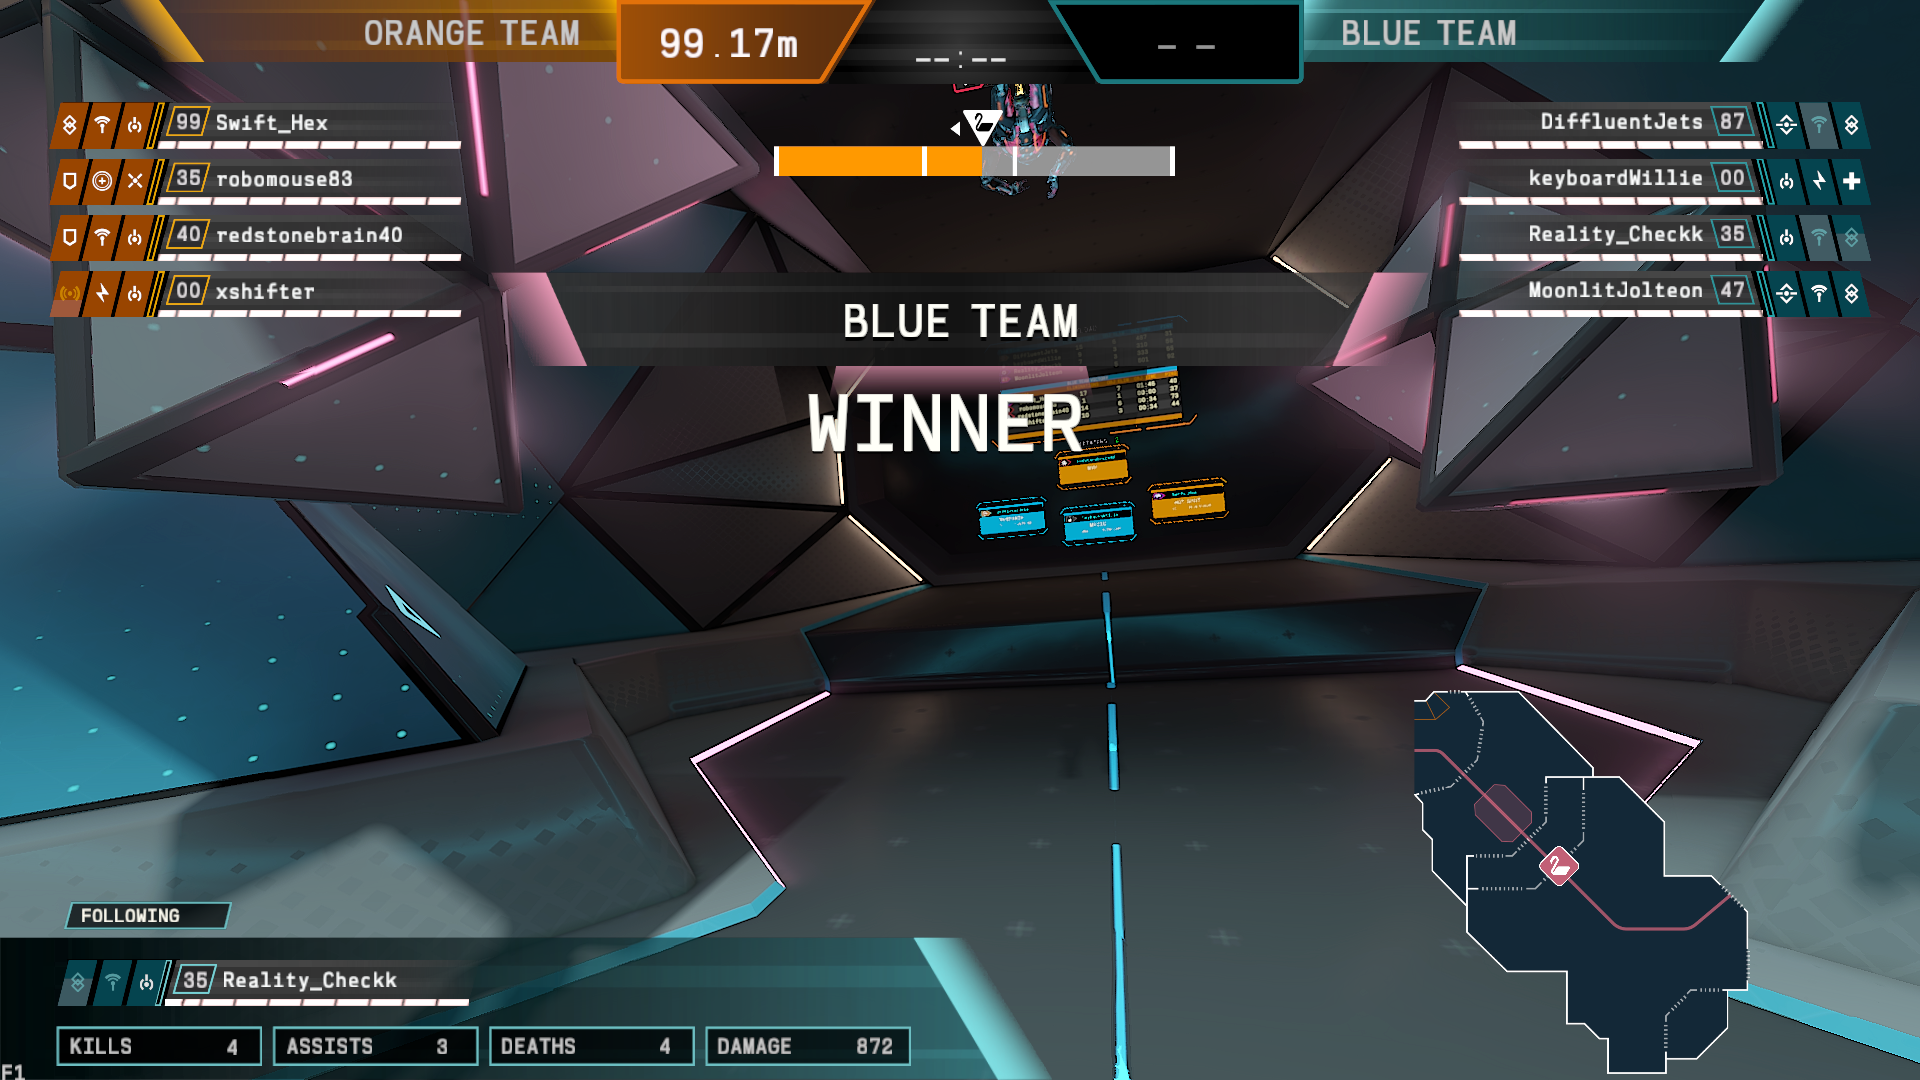 ORANGE TEAM
99.17m
--:--
- -
BLUE TEAM
99 Swift_Hex
35 robomouse83
40 redstonebrain40
00 xshifter
DiffluentJets 87
keyboardWillie 00
Reality_Checkk 35
MoonlitJolteon 47
BLUE TEAM
WINNER
FOLLOWING
35 Reality_Checkk
KILLS 4
ASSISTS 3
DEATHS 4
DAMAGE 872
F1